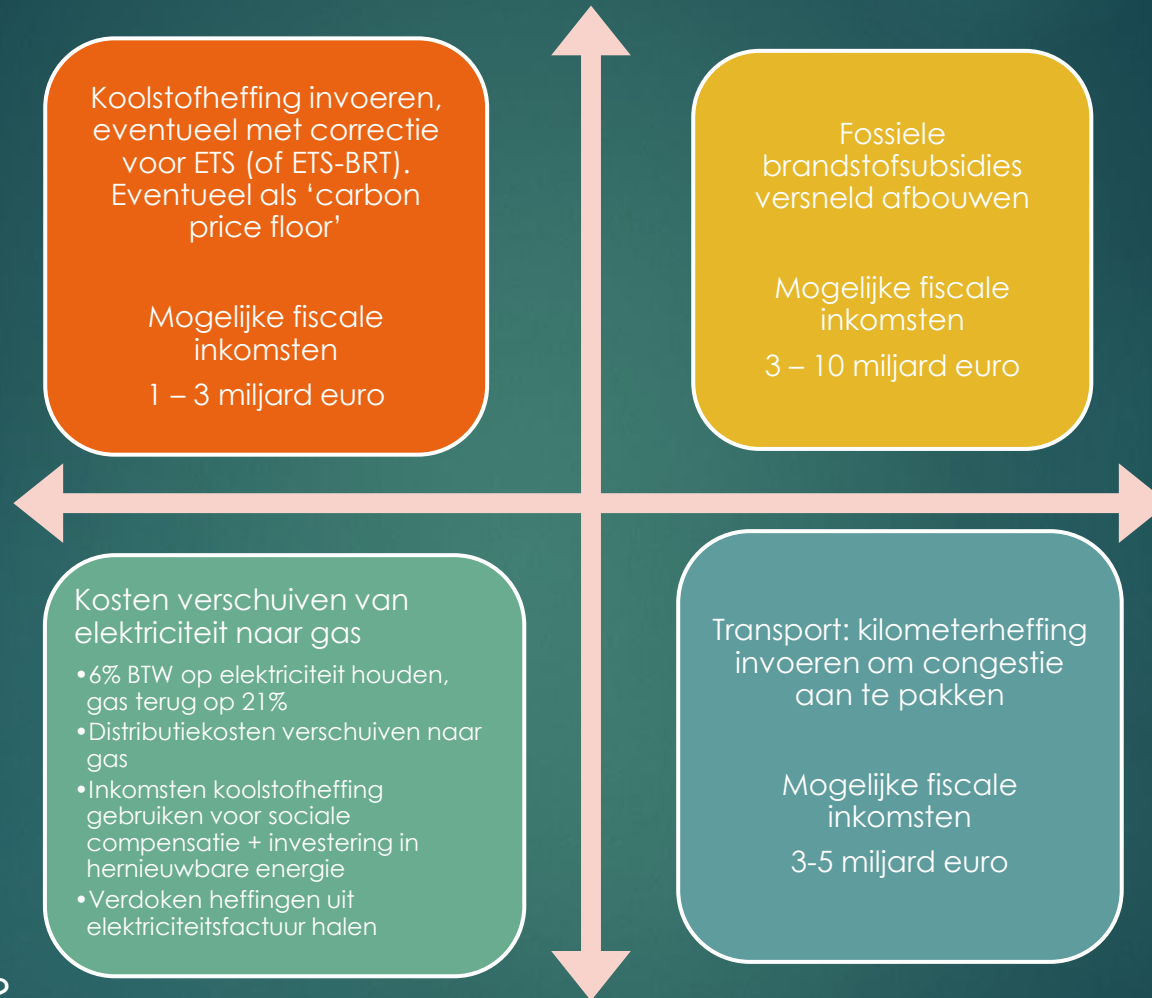 Koolstofheffing invoeren,
eventueel met correctie
voor ETS (of ETS-BRT).
Eventueel als ‘carbon
price floor’
Mogelijke fiscale
inkomsten
1 – 3 miljard euro
Fossiele
brandstofsubsidies
versneld afbouwen
Mogelijke fiscale
inkomsten
3 – 10 miljard euro
Kosten verschuiven van
elektriciteit naar gas
•6% BTW op elektriciteit houden,
gas terug op 21%
•Distributiekosten verschuiven naar
gas
•Inkomsten koolstofheffing
gebruiken voor sociale
compensatie + investering in
hernieuwbare energie
•Verdoken heffingen uit
elektriciteitsfactuur halen
Transport: kilometerheffing
invoeren om congestie
aan te pakken
Mogelijke fiscale
inkomsten
3-5 miljard euro